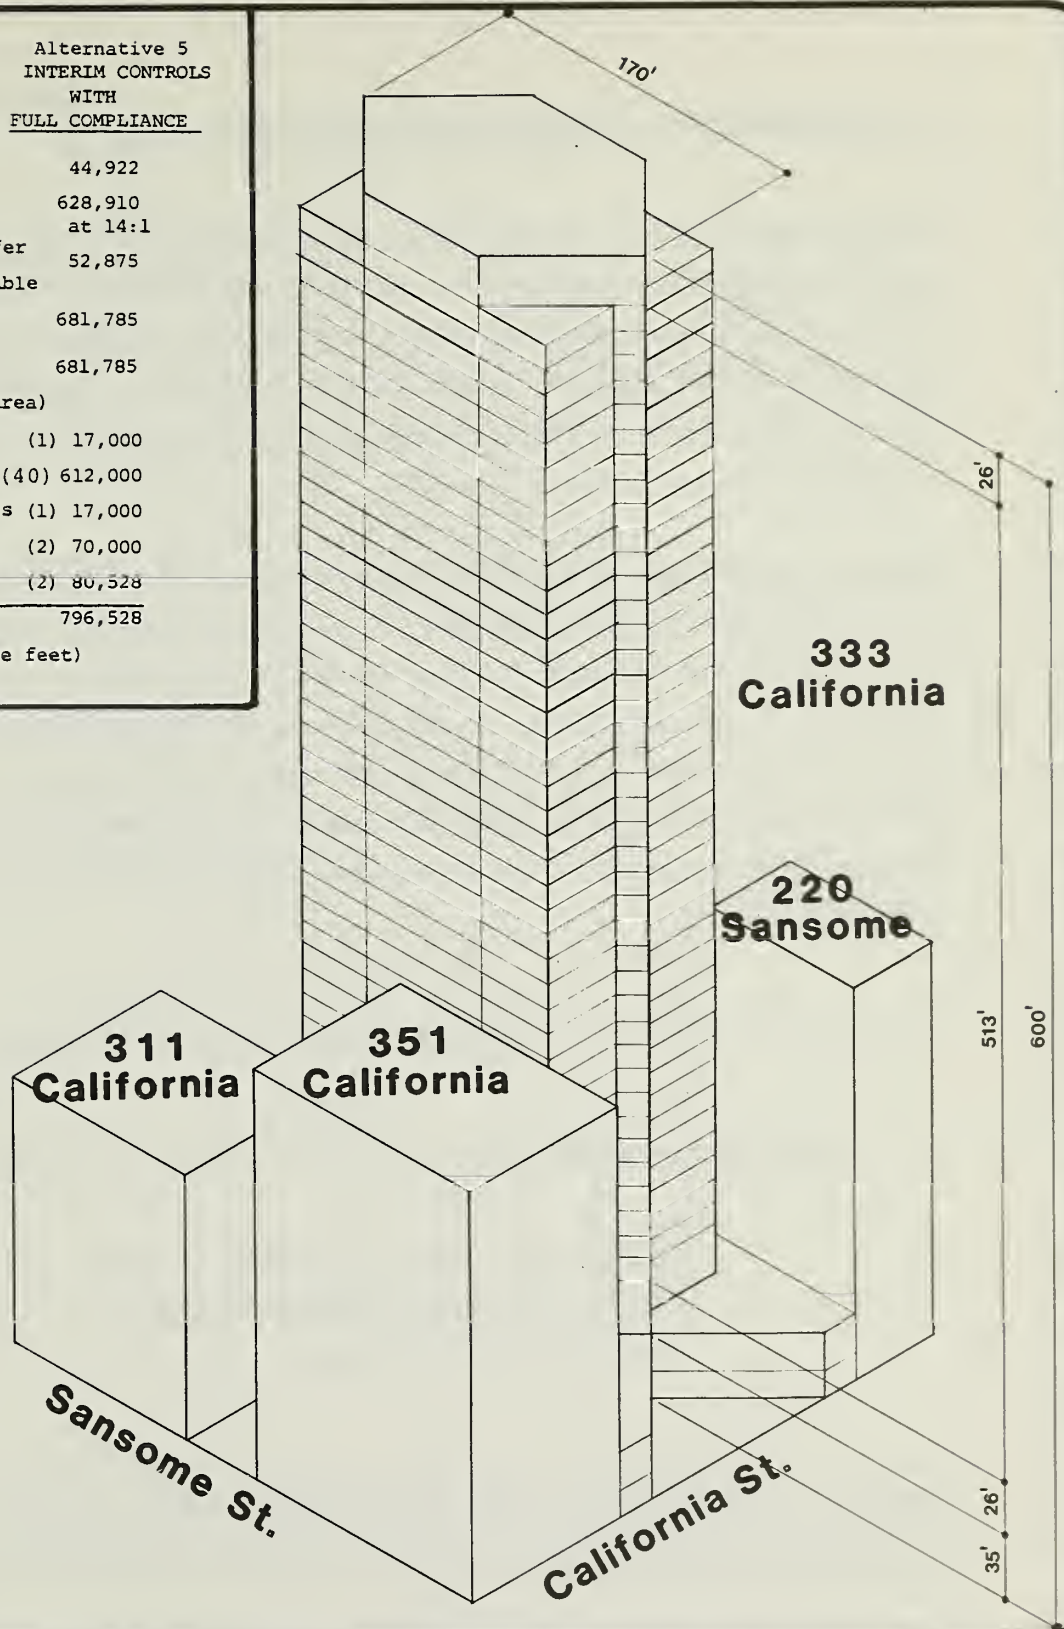 Alternative 5
INTERIM CONTROLS
WITH
FULL COMPLIANCE
44,922
628,910
at 14:1
fer
52,875
ble
681,785
681,785
rea)
(1) 17,000
(40) 612,000
s (1) 17,000
(2) 70,000
(2) 80,528
796,528
e feet)
170'
26'
333
California
220
Sansome
513'
600'
311
California
351
California
Sansome St.
California St.
26'
35'